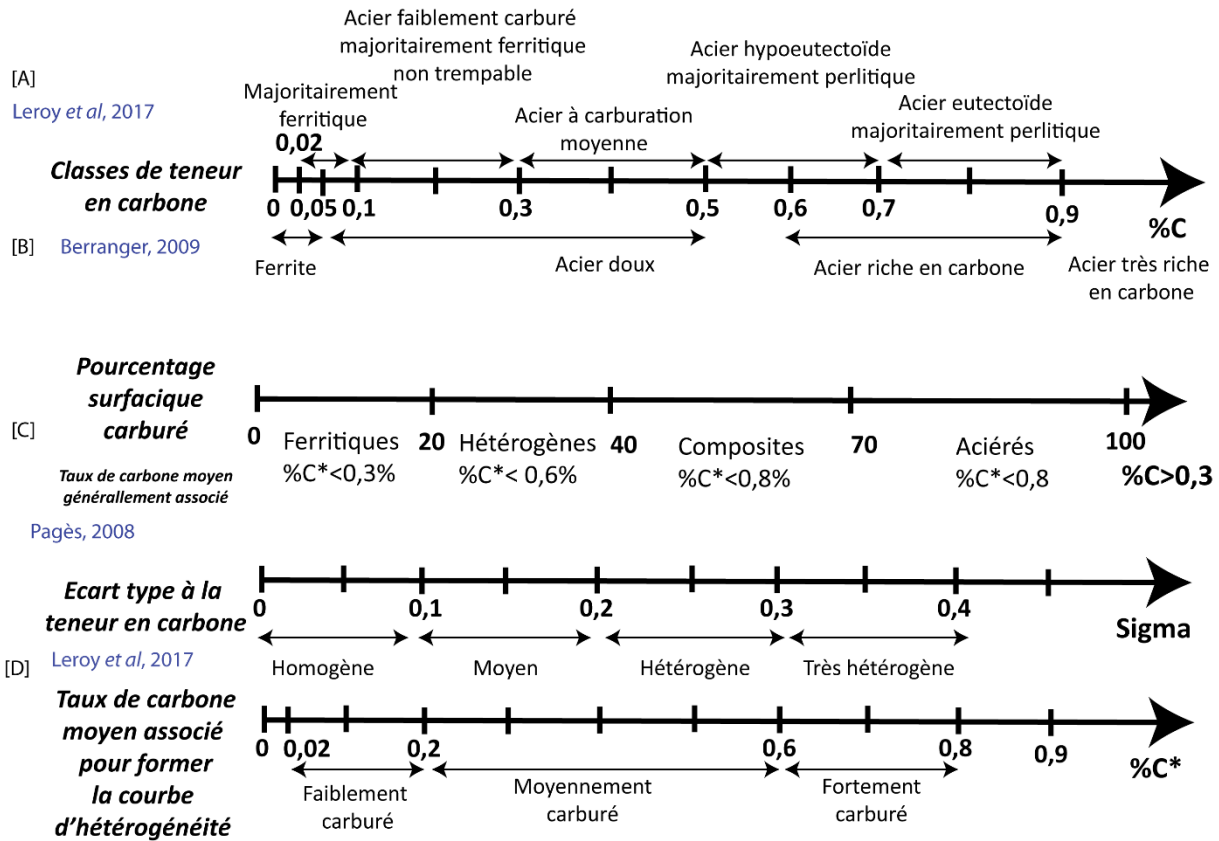 Acier faiblement carburé
majoritairement ferritique
non trempable
Acier hypoeutectoïde
majoritairement perlitique
[A]
Leroy et al, 2017
Majoritairement
ferritique
Acier à carburation
moyenne
Acier eutectoïde
majoritairement perlitique
0,02
Classes de teneur
en carbone
0 0,05 0,1 0,3 0,5 0,6 0,7 0,9
%C
[B] Berranger, 2009
Ferrite
Acier doux
Acier riche en carbone
Acier très riche
en carbone
Pourcentage
surfacique
carburé
[C]
0 20 40 70 100
Ferritiques
%C*<0,3%
Hétérogènes
%C*< 0,6%
Composites
%C*<0,8%
Aciérés
%C*<0,8
%C>0,3
Taux de carbone moyen
générallement associé
Pagès, 2008
Ecart type à la
teneur en carbone
0 0,1 0,2 0,3 0,4
Sigma
Homogène Moyen Hétérogène Très hétérogène
[D] Leroy et al, 2017
Taux de carbone
moyen associé
pour former
la courbe
d'hétérogénéité
0 0,02 0,2 0,6 0,8 0,9
%C*
Faiblement
carburé
Moyennement
carburé
Fortement
carburé